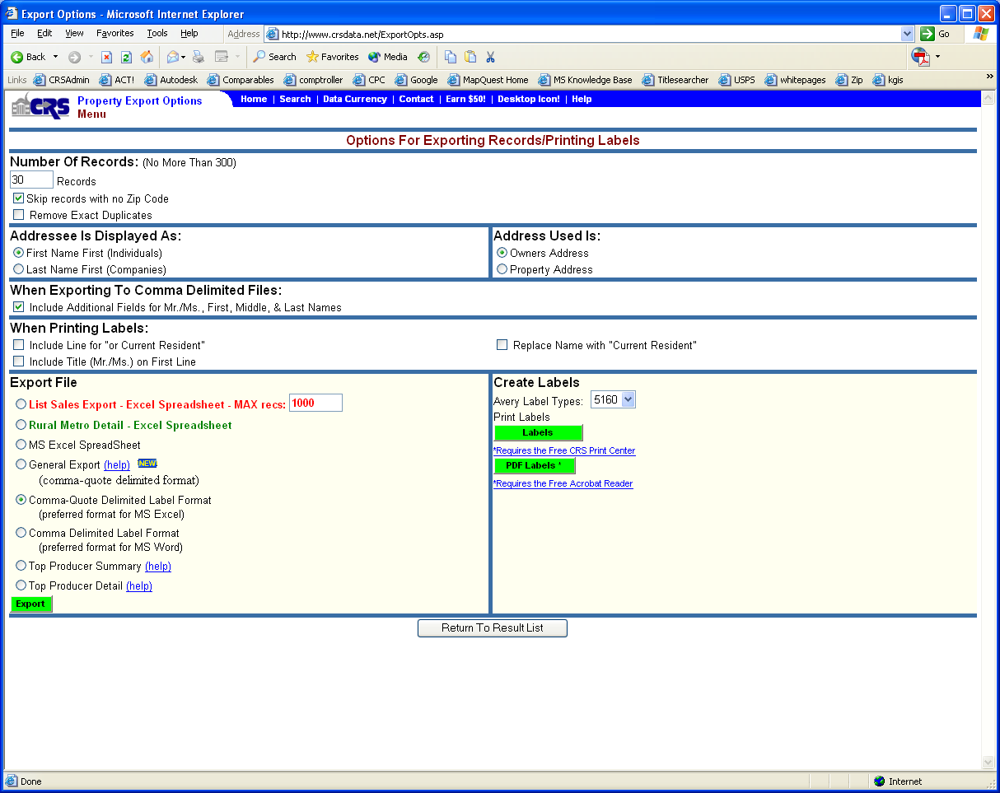 Export Options - Microsoft Internet Explorer
File Edit View Favorites Tools Help Address http://www.crsdata.net/ExportOpts.asp Go
Back Search Favorites Media
Links CRSAdmin ACT! Autodesk Comparables comptroller CPC Google MapQuest Home MS Knowledge Base Titlesearcher USPS whitepages Zip kgis »
CRS Property Export Options
Menu
Home | Search | Data Currency | Contact | Earn $50! | Desktop Icon! | Help
Options For Exporting Records/Printing Labels
Number Of Records: (No More Than 300)
30 Records
Skip records with no Zip Code
Remove Exact Duplicates
Addressee Is Displayed As:
First Name First (Individuals)
Last Name First (Companies)
Address Used Is:
Owners Address
Property Address
When Exporting To Comma Delimited Files:
Include Additional Fields for Mr./Ms., First, Middle, & Last Names
When Printing Labels:
Include Line for "or Current Resident"
Replace Name with "Current Resident"
Include Title (Mr./Ms.) on First Line
Export File
List Sales Export - Excel Spreadsheet - MAX recs: 1000
Rural Metro Detail - Excel Spreadsheet
MS Excel SpreadSheet
General Export (help) NEW!
(comma-quote delimited format)
Comma-Quote Delimited Label Format
(preferred format for MS Excel)
Comma Delimited Label Format
(preferred format for MS Word)
Top Producer Summary (help)
Top Producer Detail (help)
Export
Create Labels
Avery Label Types: 5160
Print Labels
Labels
*Requires the Free CRS Print Center
PDF Labels *
*Requires the Free Acrobat Reader
Return To Result List
Done Internet